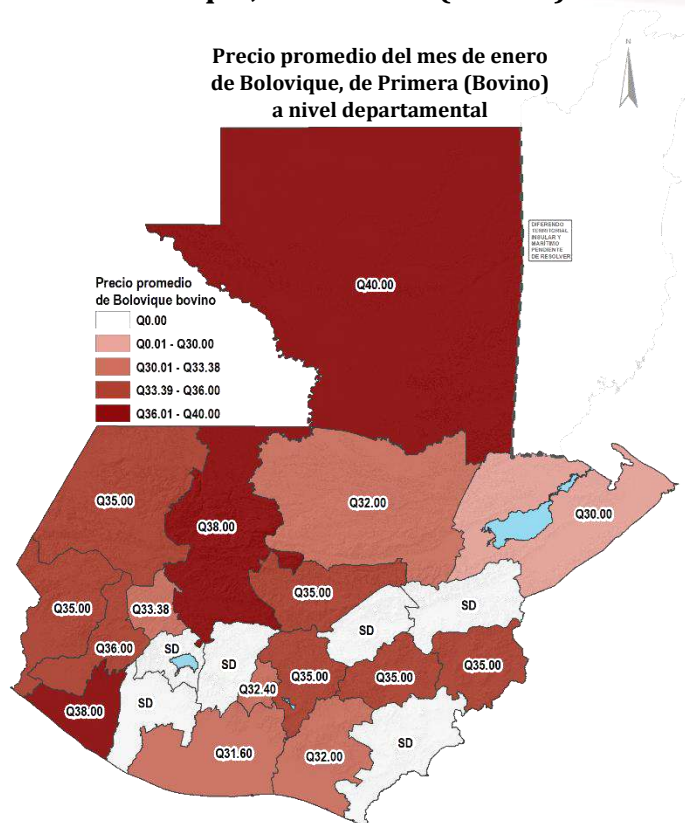 Precio promedio del mes de enero
de Bolovique, de Primera (Bovino)
a nivel departamental
N
DIFERENDO
TERRITORIAL
INSULAR Y
MARÍTIMO
PENDIENTE
DE RESOLVER
Q40.00
Precio promedio
de Bolovique bovino
Q0.00
Q0.01 - Q30.00
Q30.01 - Q33.38
Q33.39 - Q36.00
Q36.01 - Q40.00
Q35.00
Q38.00
Q32.00
Q30.00
Q35.00
Q33.38
Q35.00
SD
SD
Q36.00
SD
SD
Q35.00
Q35.00
Q35.00
Q32.40
Q38.00
SD
Q31.60
Q32.00
SD